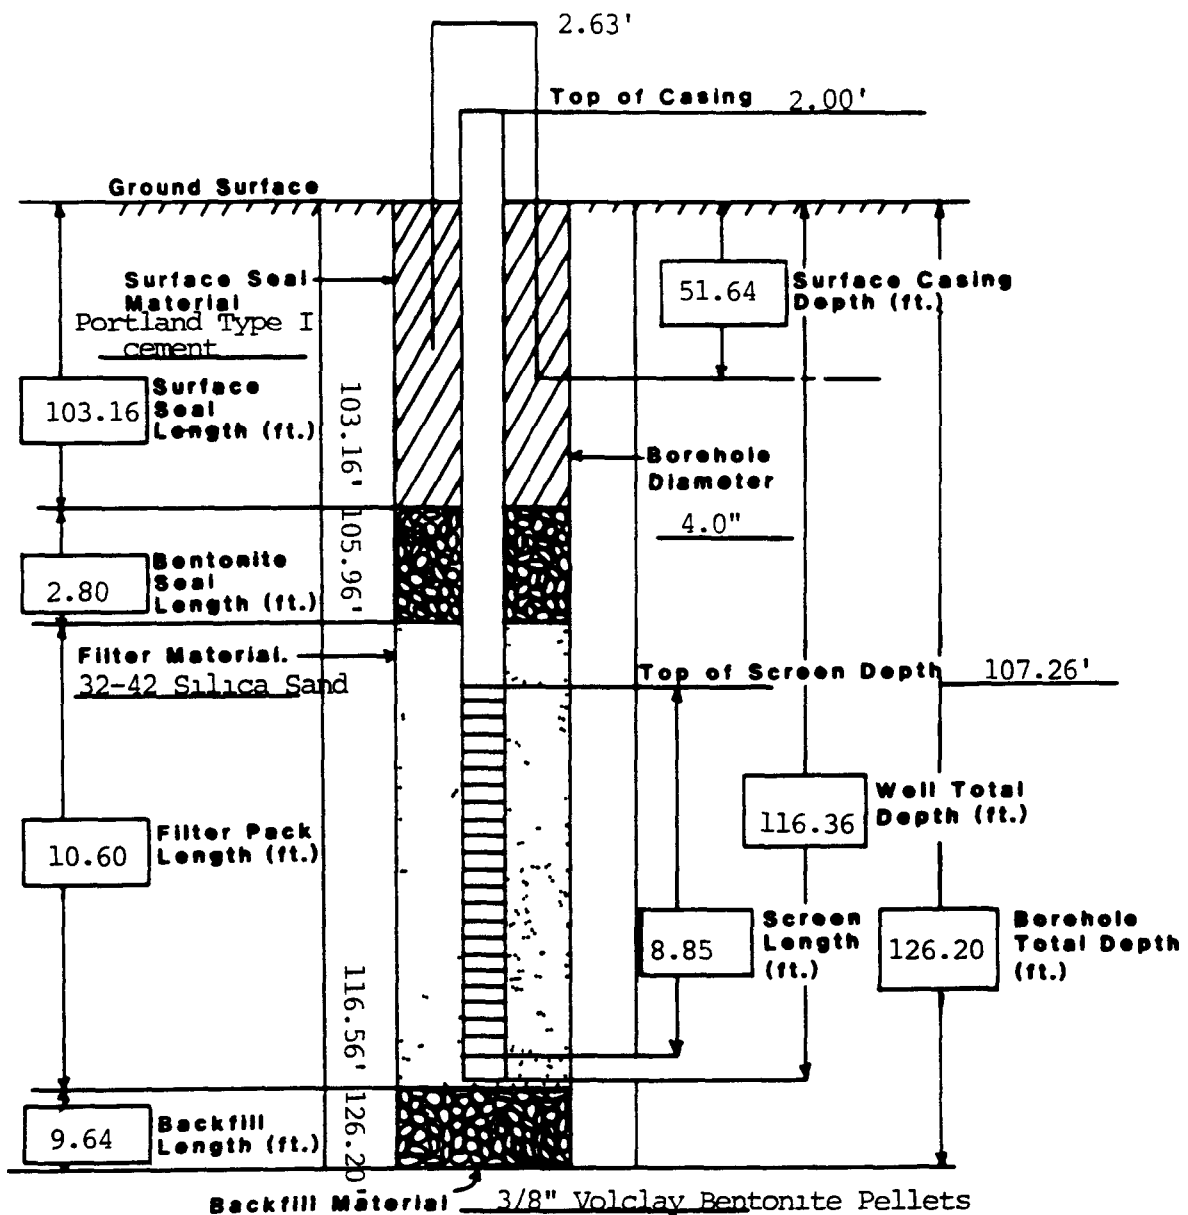 2.63'
Top of Casing 2.00'
Ground Surface
Surface Seal
Material
Portland Type I
cement
51.64
Surface Casing
Depth (ft.)
103.16
Surface
Seal
Length (ft.)
103.16'
Borehole
Diameter
4.0"
2.80
Bentonite
Seal
Length (ft.)
105.96'
Filter Material.
32-42 Silica Sand
Top of Screen Depth 107.26'
116.36
Well Total
Depth (ft.)
10.60
Filter Pack
Length (ft.)
8.85
Screen
Length
(ft.)
126.20
Borehole
Total Depth
(ft.)
116.56'
9.64
Backfill
Length (ft.)
126.20'
Backfill Material 3/8" Volclay Bentonite Pellets